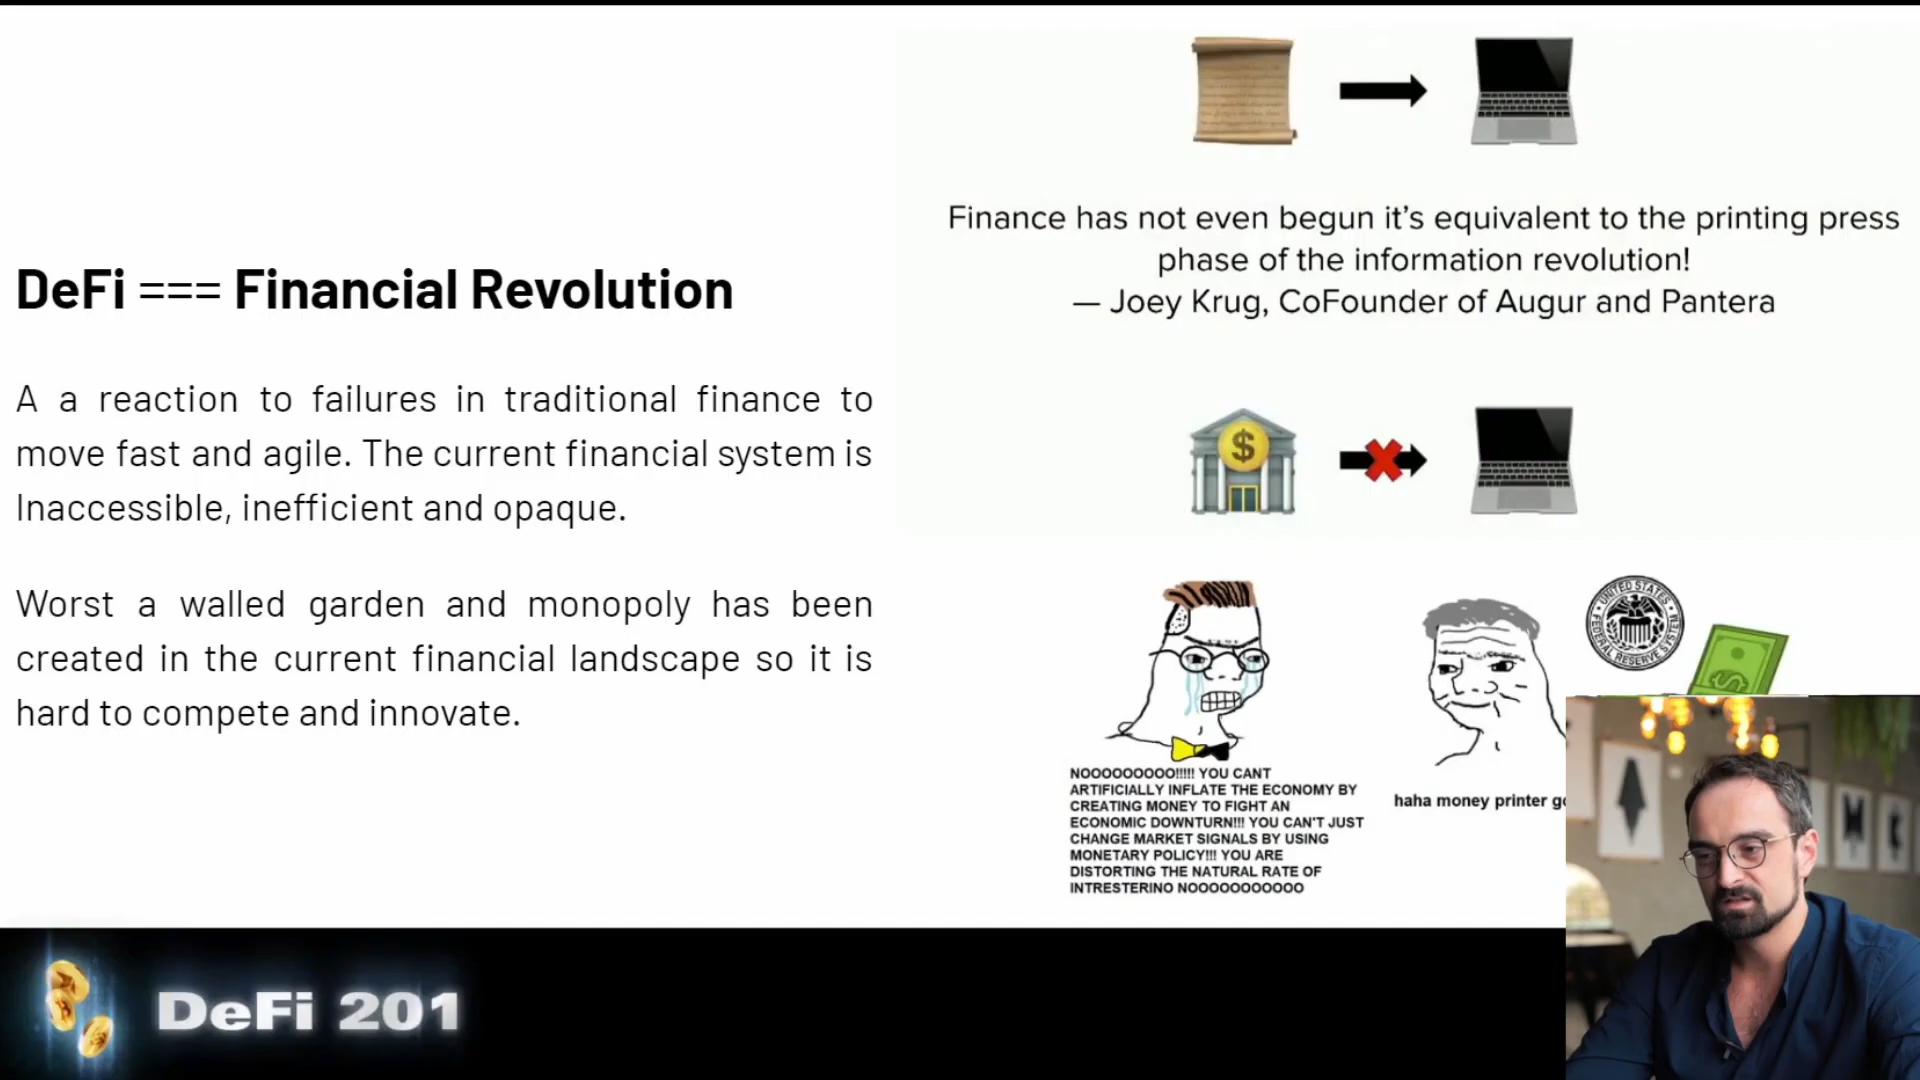 DeFi === Financial Revolution
A a reaction to failures in traditional finance to
move fast and agile. The current financial system is
Inaccessible, inefficient and opaque.
Worst a walled garden and monopoly has been
created in the current financial landscape so it is
hard to compete and innovate.
Finance has not even begun it's equivalent to the printing press
phase of the information revolution!
— Joey Krug, CoFounder of Augur and Pantera
$
UNITED STATES
FEDERAL RESERVE SYSTEM
$
NOOOOOOOOO!!!!! YOU CANT
ARTIFICIALLY INFLATE THE ECONOMY BY
CREATING MONEY TO FIGHT AN
ECONOMIC DOWNTURN!!! YOU CAN'T JUST
CHANGE MARKET SIGNALS BY USING
MONETARY POLICY!!! YOU ARE
DISTORTING THE NATURAL RATE OF
INTRESTERINO NOOOOOOOOOOO
haha money printer
DeFi 201